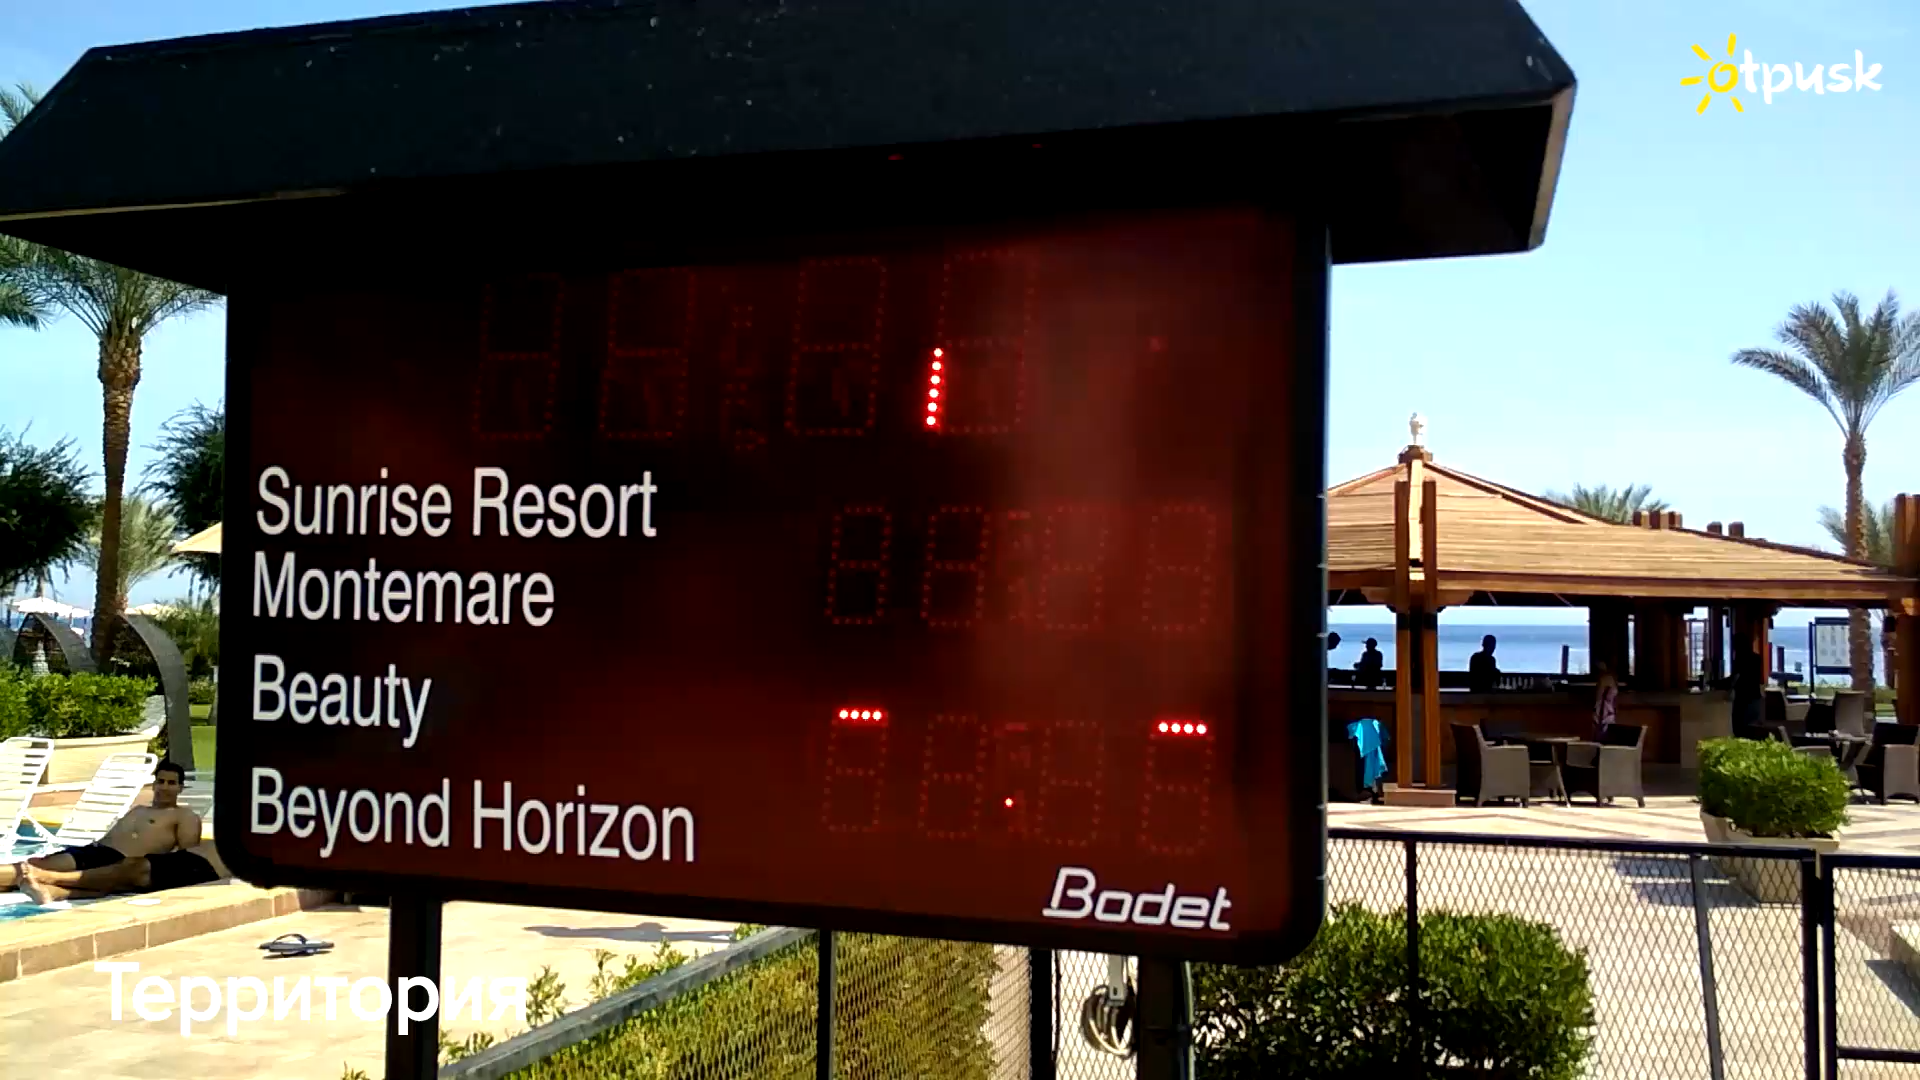 otpusk
Sunrise Resort
Montemare
Beauty
Beyond Horizon
Bodet
Территория